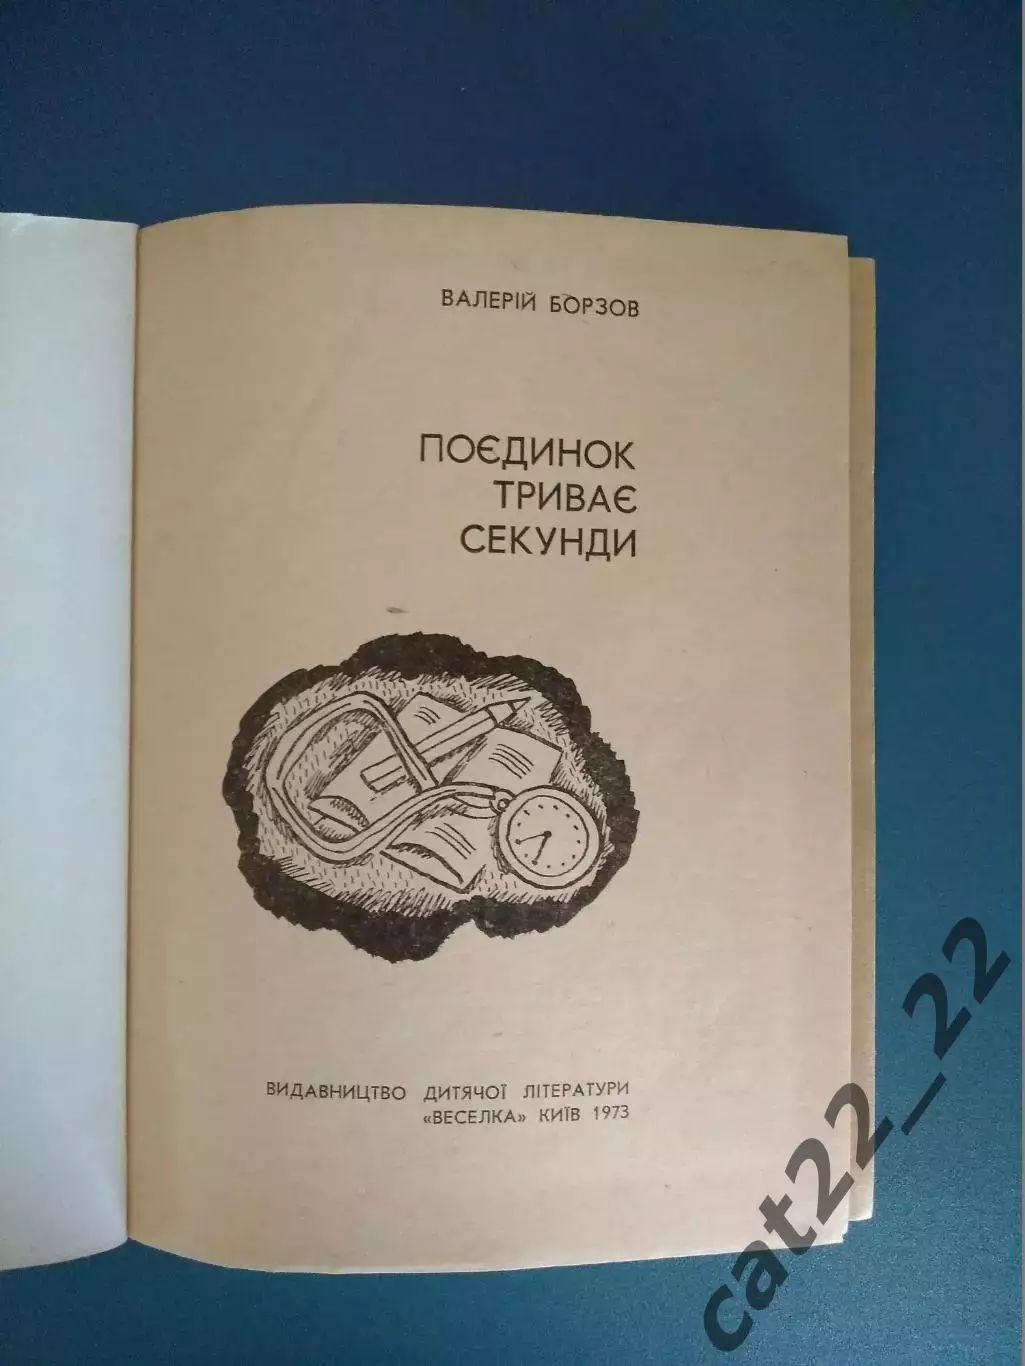 ВАЛЕРІЙ БОРЗОВ
ПОЄДИНОК
ТРИВАЄ
СЕКУНДИ
ВИДАВНИЦТВО ДИТЯЧОЇ ЛІТЕРАТУРИ
«ВЕСЕЛКА» КИЇВ 1973
cat22_22